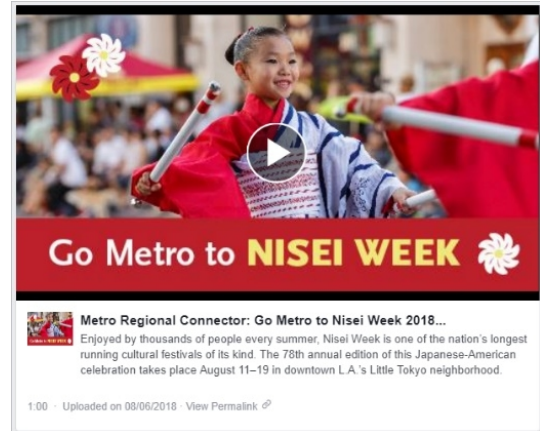 Go Metro to NISEI WEEK
Metro Regional Connector: Go Metro to Nisei Week 2018...
Enjoyed by thousands of people every summer, Nisei Week is one of the nation's longest
running cultural festivals of its kind. The 78th annual edition of this Japanese-American
celebration takes place August 11–19 in downtown L.A.'s Little Tokyo neighborhood.
1:00 · Uploaded on 08/06/2018 · View Permalink